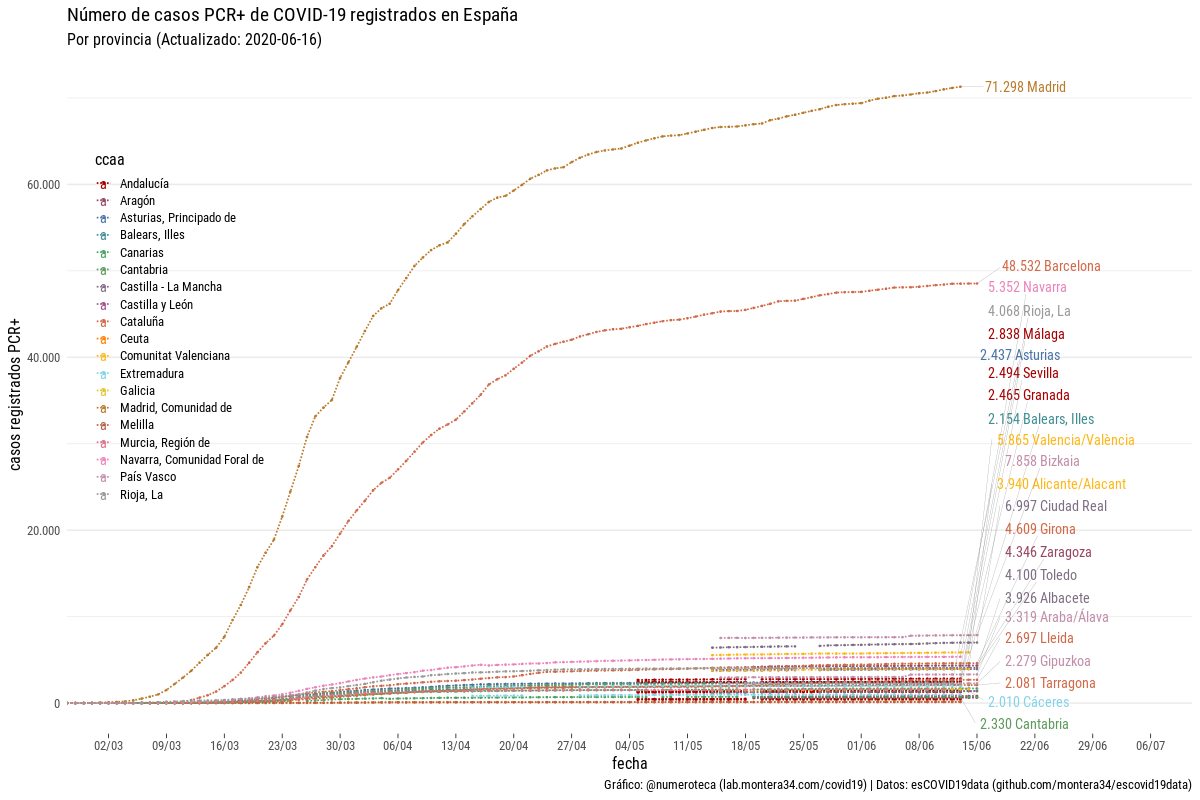 Número de casos PCR+ de COVID-19 registrados en España
Por provincia (Actualizado: 2020-06-16)
71.298 Madrid
ccaa
Andalucía
Aragón
Asturias, Principado de
Balears, Illes
Canarias
Cantabria
Castilla - La Mancha
Castilla y León
Cataluña
Ceuta
Comunitat Valenciana
Extremadura
Galicia
Madrid, Comunidad de
Melilla
Murcia, Región de
Navarra, Comunidad Foral de
País Vasco
Rioja, La
60.000
40.000
20.000
0
casos registrados PCR+
48.532 Barcelona
5.352 Navarra
4.068 Rioja, La
2.838 Málaga
2.437 Asturias
2.494 Sevilla
2.465 Granada
2.154 Balears, Illes
5.865 Valencia/València
7.858 Bizkaia
3.940 Alicante/Alacant
6.997 Ciudad Real
4.609 Girona
4.346 Zaragoza
4.100 Toledo
3.926 Albacete
3.319 Araba/Álava
2.697 Lleida
2.279 Gipuzkoa
2.081 Tarragona
2.010 Cáceres
2.330 Cantabria
02/03 09/03 16/03 23/03 30/03 06/04 13/04 20/04 27/04 04/05 11/05 18/05 25/05 01/06 08/06 15/06 22/06 29/06 06/07
fecha
Gráfico: @numeroteca (lab.montera34.com/covid19) | Datos: esCOVID19data (github.com/montera34/escovid19data)